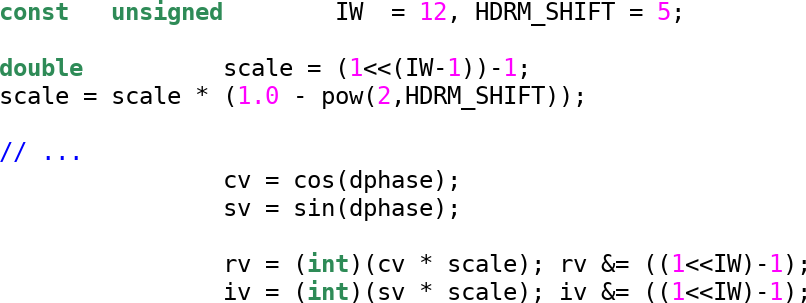 const   unsigned        IW  = 12, HDRM_SHIFT = 5;
double          scale = (1<<(IW-1))-1;
scale = scale * (1.0 - pow(2,HDRM_SHIFT));
// ...
                cv = cos(dphase);
                sv = sin(dphase);
                rv = (int)(cv * scale); rv &= ((1<<IW)-1);
                iv = (int)(sv * scale); iv &= ((1<<IW)-1);